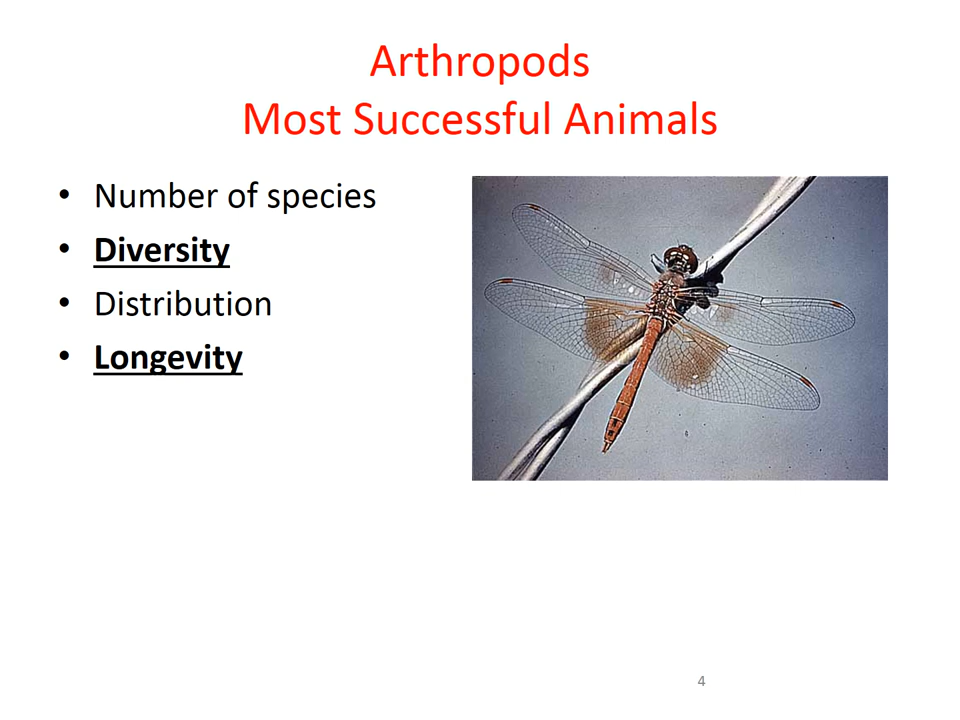 Arthropods
Most Successful Animals
• Number of species
• Diversity
• Distribution
• Longevity
4